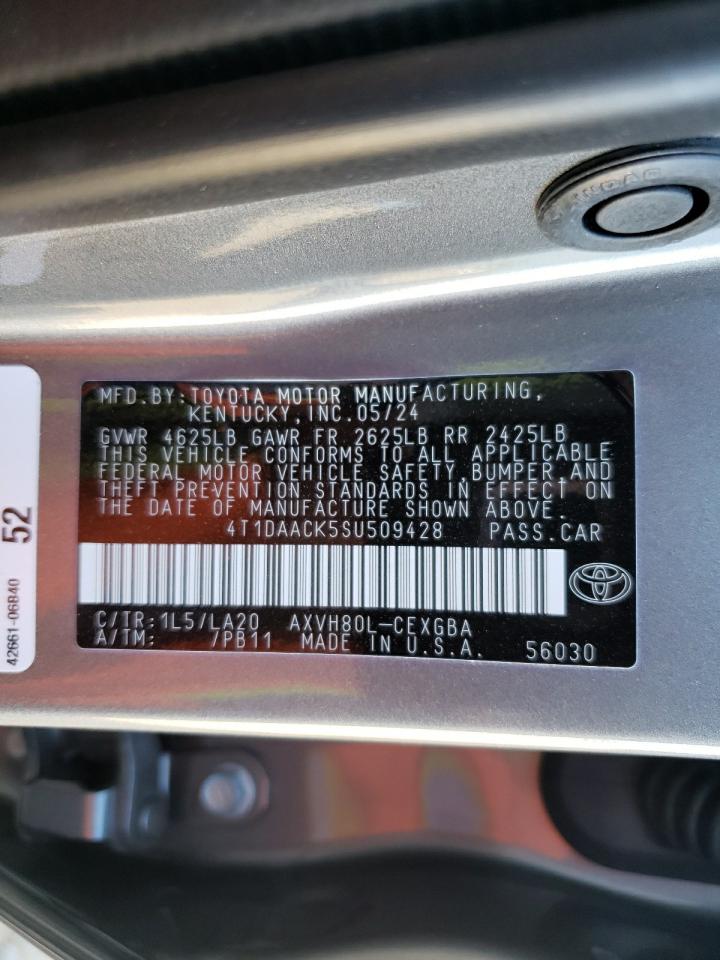 MFD.BY:TOYOTA MOTOR MANUFACTURING,
KENTUCKY,INC.05/24
GVWR 4625LB GAWR FR 2625LB RR 2425LB
THIS VEHICLE CONFORMS TO ALL APPLICABLE
FEDERAL MOTOR VEHICLE SAFETY,BUMPER AND
THEFT PREVENTION STANDARDS IN EFFECT ON
THE DATE OF MANUFACTURE SHOWN ABOVE.
4T1DAACK5SU509428 PASS.CAR
C/TR:1L5/LA20 AXVH80L-CEXGBA
A/TM: /PB11 MADE IN U.S.A. 56030
52
42661-06B40